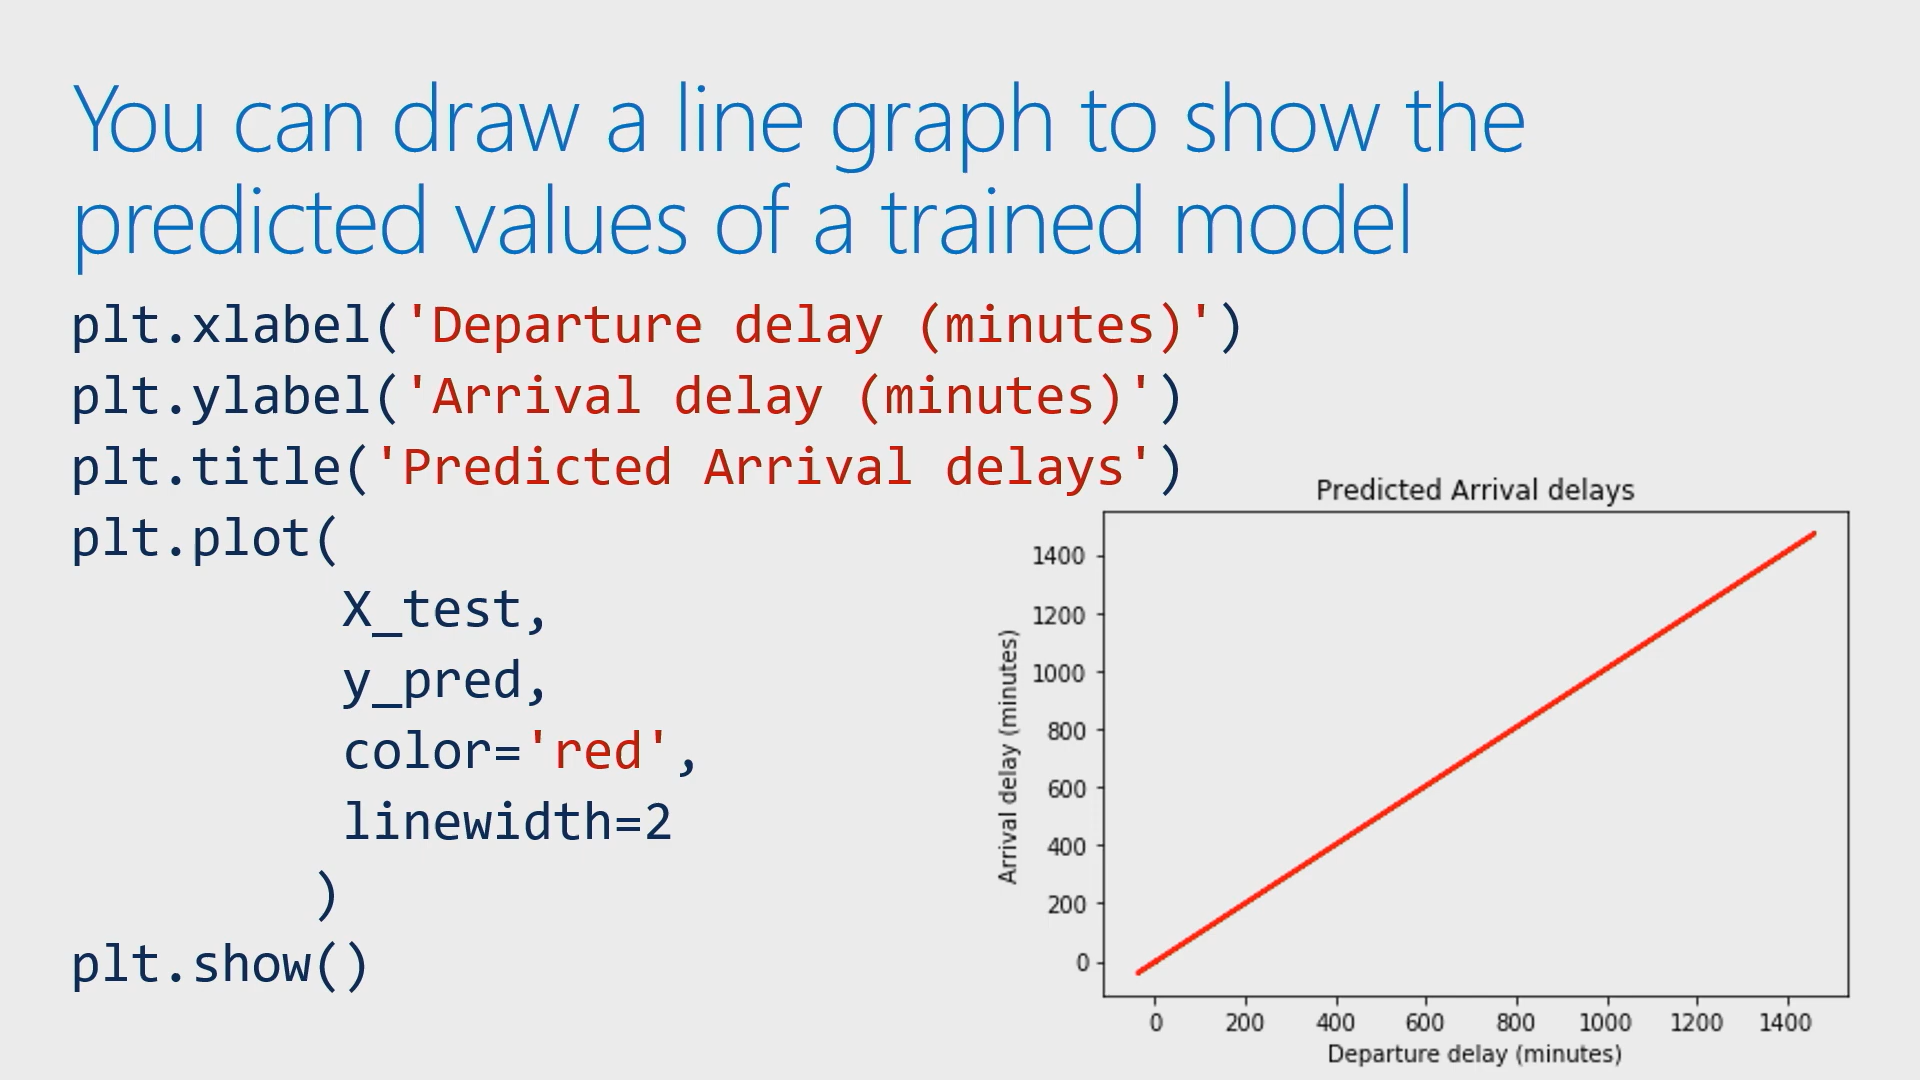 You can draw a line graph to show the
predicted values of a trained model
plt.xlabel('Departure delay (minutes)')
plt.ylabel('Arrival delay (minutes)')
plt.title('Predicted Arrival delays')
plt.plot(
X_test,
y_pred,
color='red',
linewidth=2
)
plt.show()
Predicted Arrival delays
1400
1200
1000
800
600
400
200
0
Arrival delay (minutes)
0 200 400 600 800 1000 1200 1400
Departure delay (minutes)